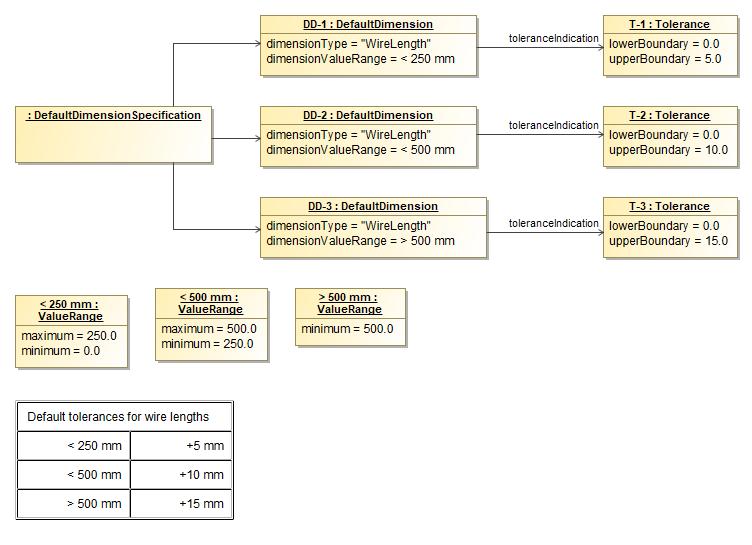 DD-1 : DefaultDimension
dimensionType = "WireLength"
dimensionValueRange = < 250 mm
toleranceIndication
T-1 : Tolerance
lowerBoundary = 0.0
upperBoundary = 5.0
: DefaultDimensionSpecification
DD-2 : DefaultDimension
dimensionType = "WireLength"
dimensionValueRange = < 500 mm
toleranceIndication
T-2 : Tolerance
lowerBoundary = 0.0
upperBoundary = 10.0
DD-3 : DefaultDimension
dimensionType = "WireLength"
dimensionValueRange = > 500 mm
toleranceIndication
T-3 : Tolerance
lowerBoundary = 0.0
upperBoundary = 15.0
< 250 mm :
ValueRange
maximum = 250.0
minimum = 0.0
< 500 mm :
ValueRange
maximum = 500.0
minimum = 250.0
> 500 mm :
ValueRange
minimum = 500.0
Default tolerances for wire lengths
< 250 mm +5 mm
< 500 mm +10 mm
> 500 mm +15 mm